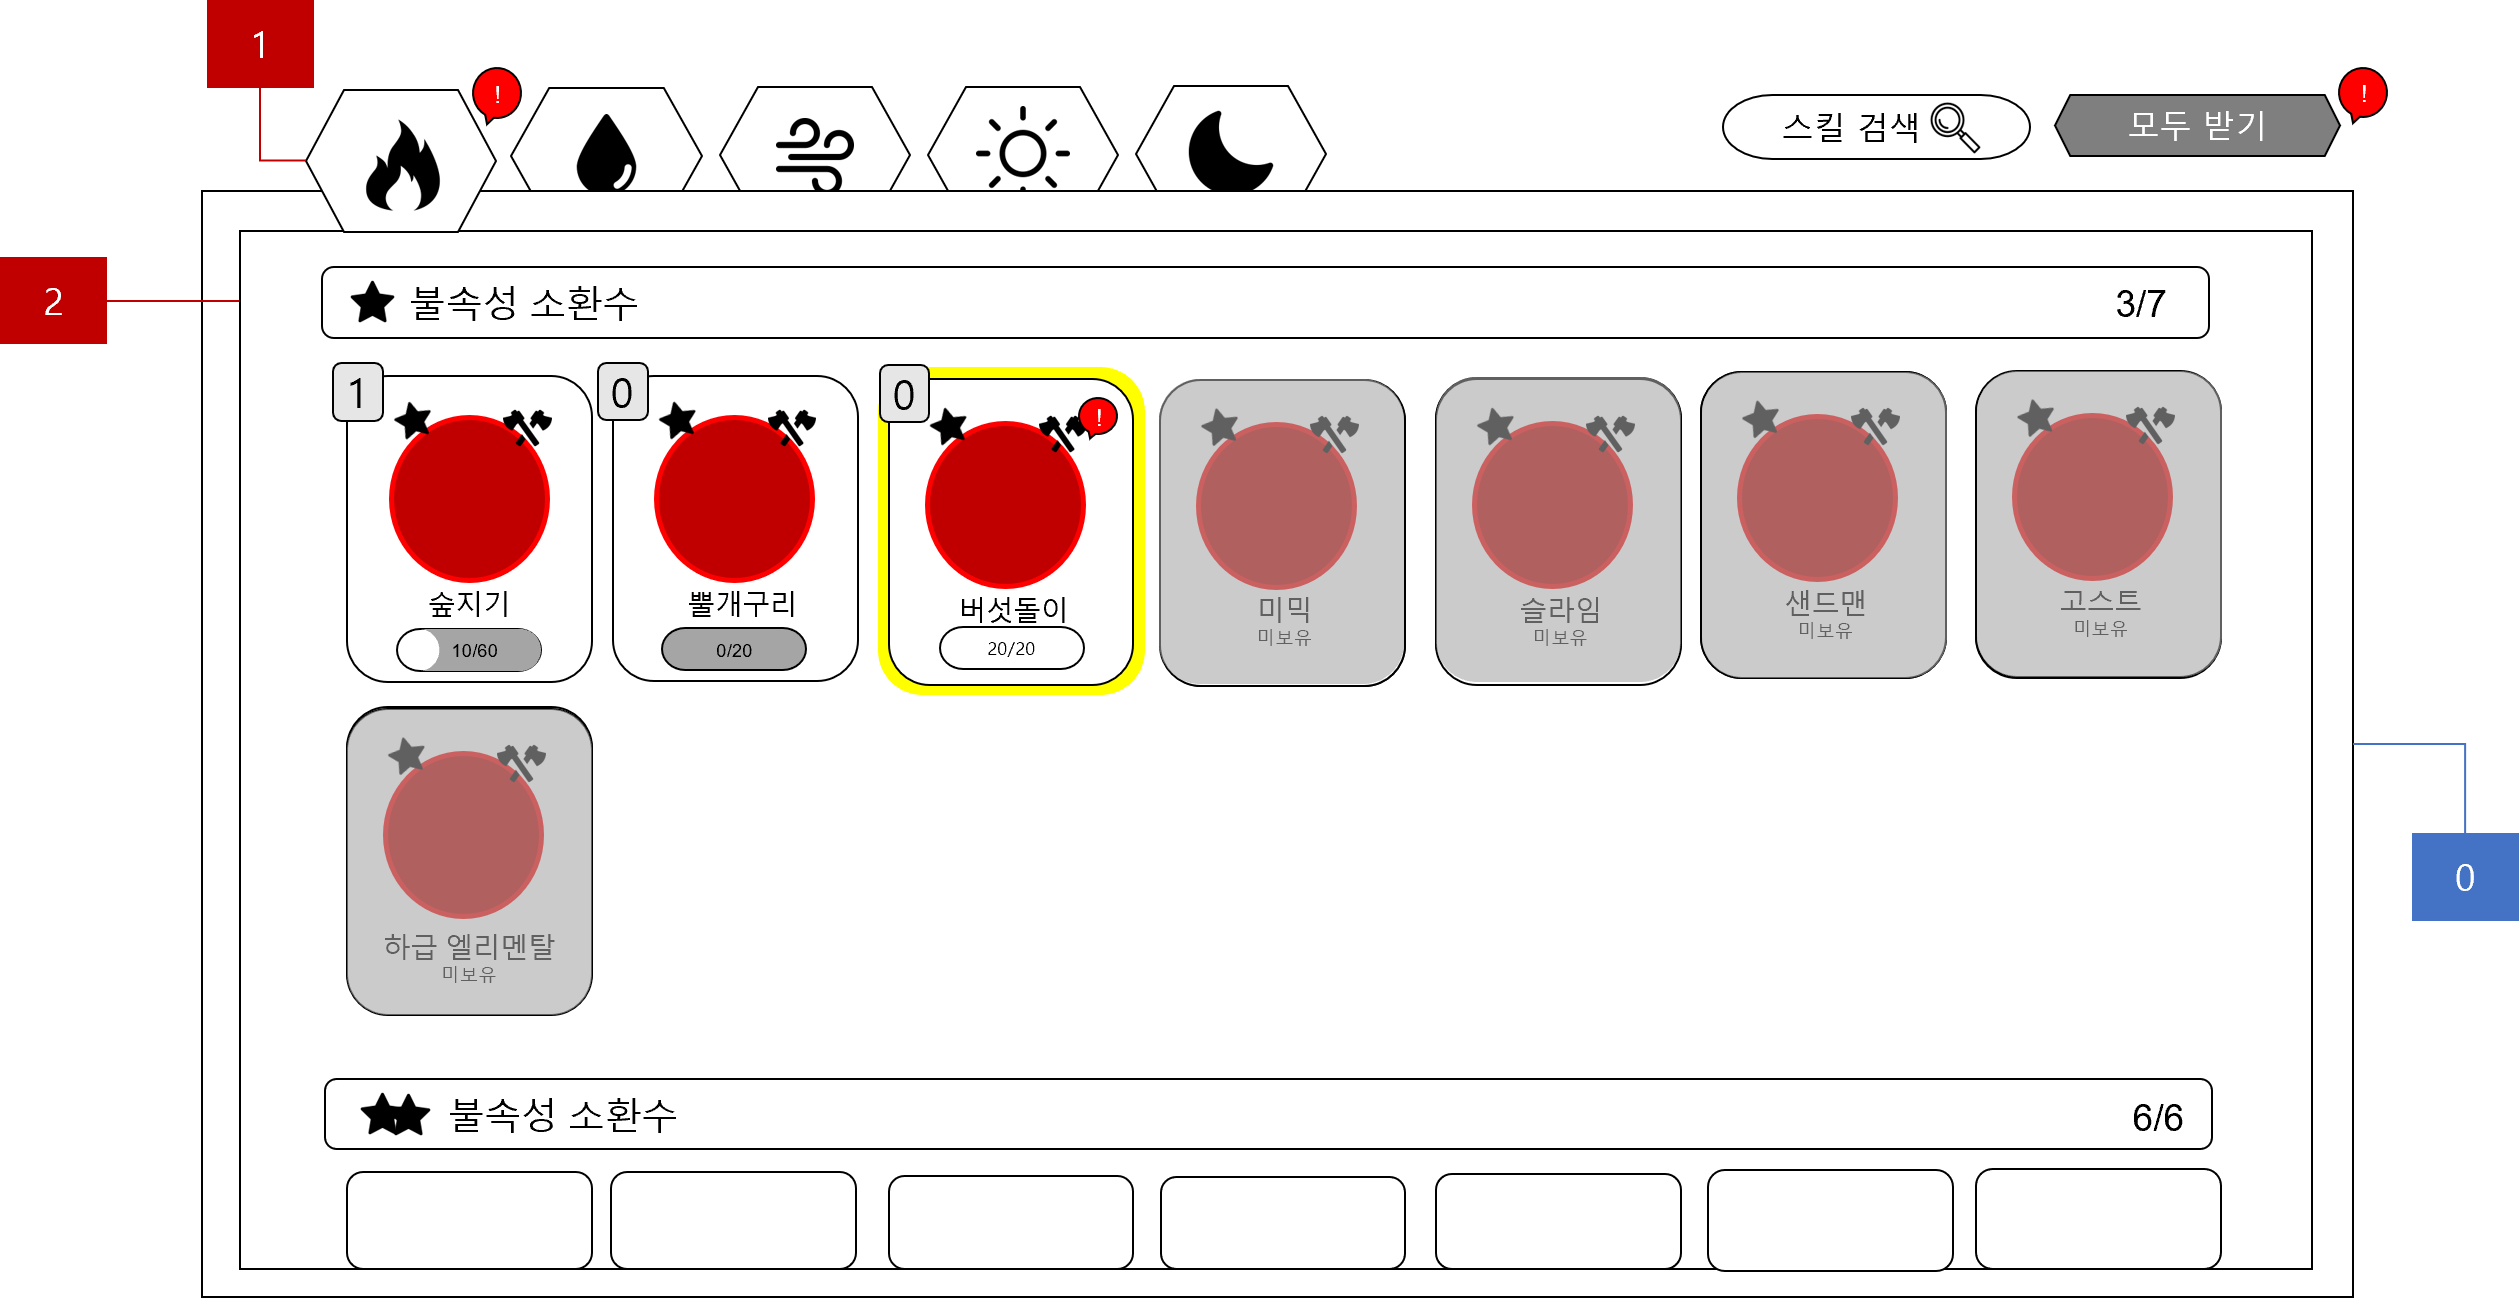 1
!
스킬 검색
모두 받기
!
2
불속성 소환수
3/7
1
0
0
!
숲지기
10/60
뿔개구리
0/20
버섯돌이
20/20
미믹
미보유
슬라임
미보유
샌드맨
미보유
고스트
미보유
하급 엘리멘탈
미보유
0
불속성 소환수
6/6